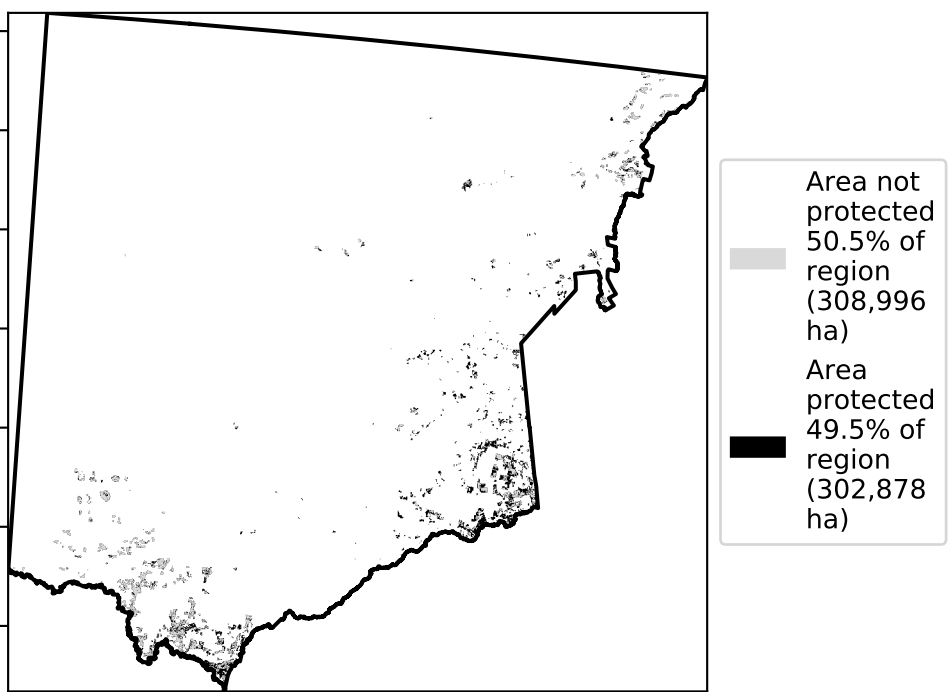 Area not
protected
50.5% of
region
(308,996
ha)
Area
protected
49.5% of
region
(302,878
ha)